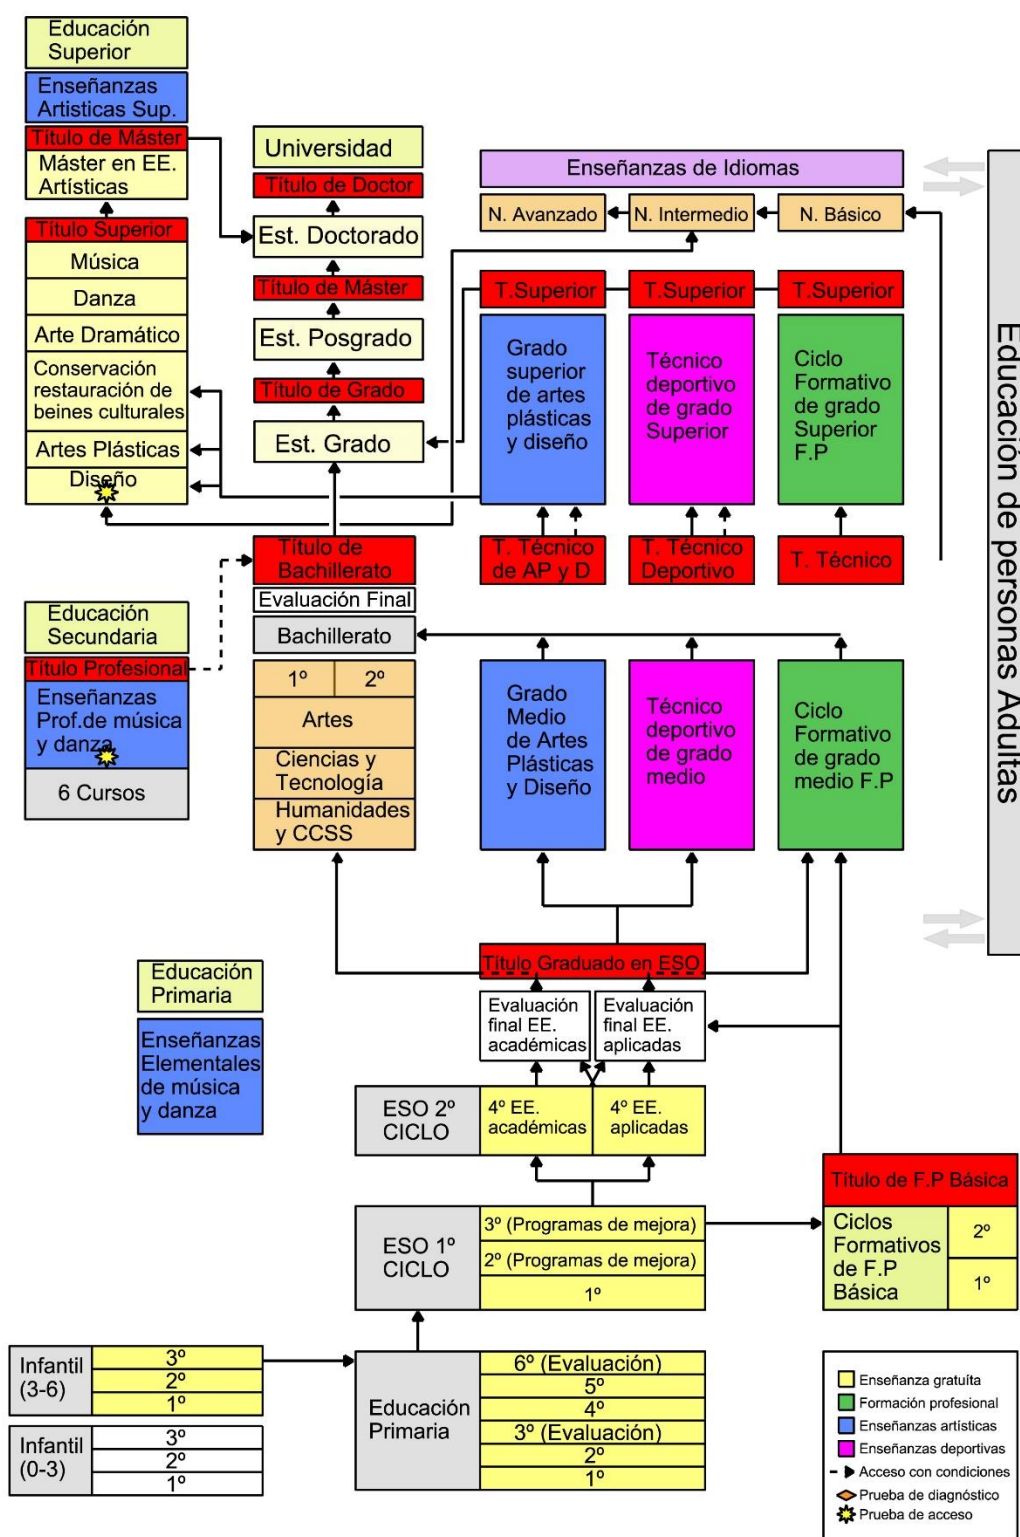 Educación
Superior
Enseñanzas
Artisticas Sup.
Título de Máster
Máster en EE.
Artísticas
Título Superior
Música
Danza
Arte Dramático
Conservación
restauración de
beines culturales
Artes Plásticas
Diseño
Universidad
Título de Doctor
Est. Doctorado
Título de Máster
Est. Posgrado
Título de Grado
Est. Grado
Enseñanzas de Idiomas
N. Avanzado
N. Intermedio
N. Básico
T.Superior
T.Superior
T.Superior
Grado
superior
de artes
plásticas
y diseño
Técnico
deportivo
de grado
Superior
Ciclo
Formativo
de grado
Superior
F.P
T. Técnico
de AP y D
T. Técnico
Deportivo
T. Técnico
Educación de personas Adultas
Título de
Bachillerato
Evaluación Final
Bachillerato
1º
2º
Artes
Ciencias y
Tecnología
Humanidades
y CCSS
Educación
Secundaria
Título Profesional
Enseñanzas
Prof.de música
y danza
6 Cursos
Grado
Medio
de Artes
Plásticas
y Diseño
Técnico
deportivo
de grado
medio
Ciclo
Formativo
de grado
medio F.P
Título Graduado en ESO
Evaluación
final EE.
académicas
Evaluación
final EE.
aplicadas
Educación
Primaria
Enseñanzas
Elementales
de música
y danza
ESO 2º
CICLO
4º EE.
académicas
4º EE.
aplicadas
ESO 1º
CICLO
3º (Programas de mejora)
2º (Programas de mejora)
1º
Título de F.P Básica
Ciclos
Formativos
de F.P
Básica
2º
1º
Infantil
(3-6)
3º
2º
1º
Infantil
(0-3)
3º
2º
1º
Educación
Primaria
6º (Evaluación)
5º
4º
3º (Evaluación)
2º
1º
Enseñanza gratuíta
Formación profesional
Enseñanzas artísticas
Enseñanzas deportivas
Acceso con condiciones
Prueba de diagnóstico
Prueba de acceso